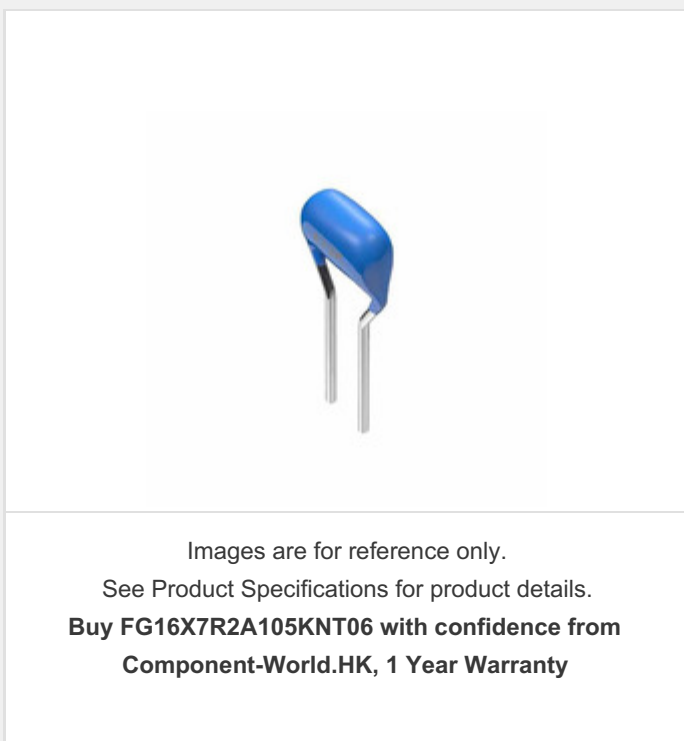 Images are for reference only.
See Product Specifications for product details.
Buy FG16X7R2A105KNT06 with confidence from
Component-World.HK, 1 Year Warranty